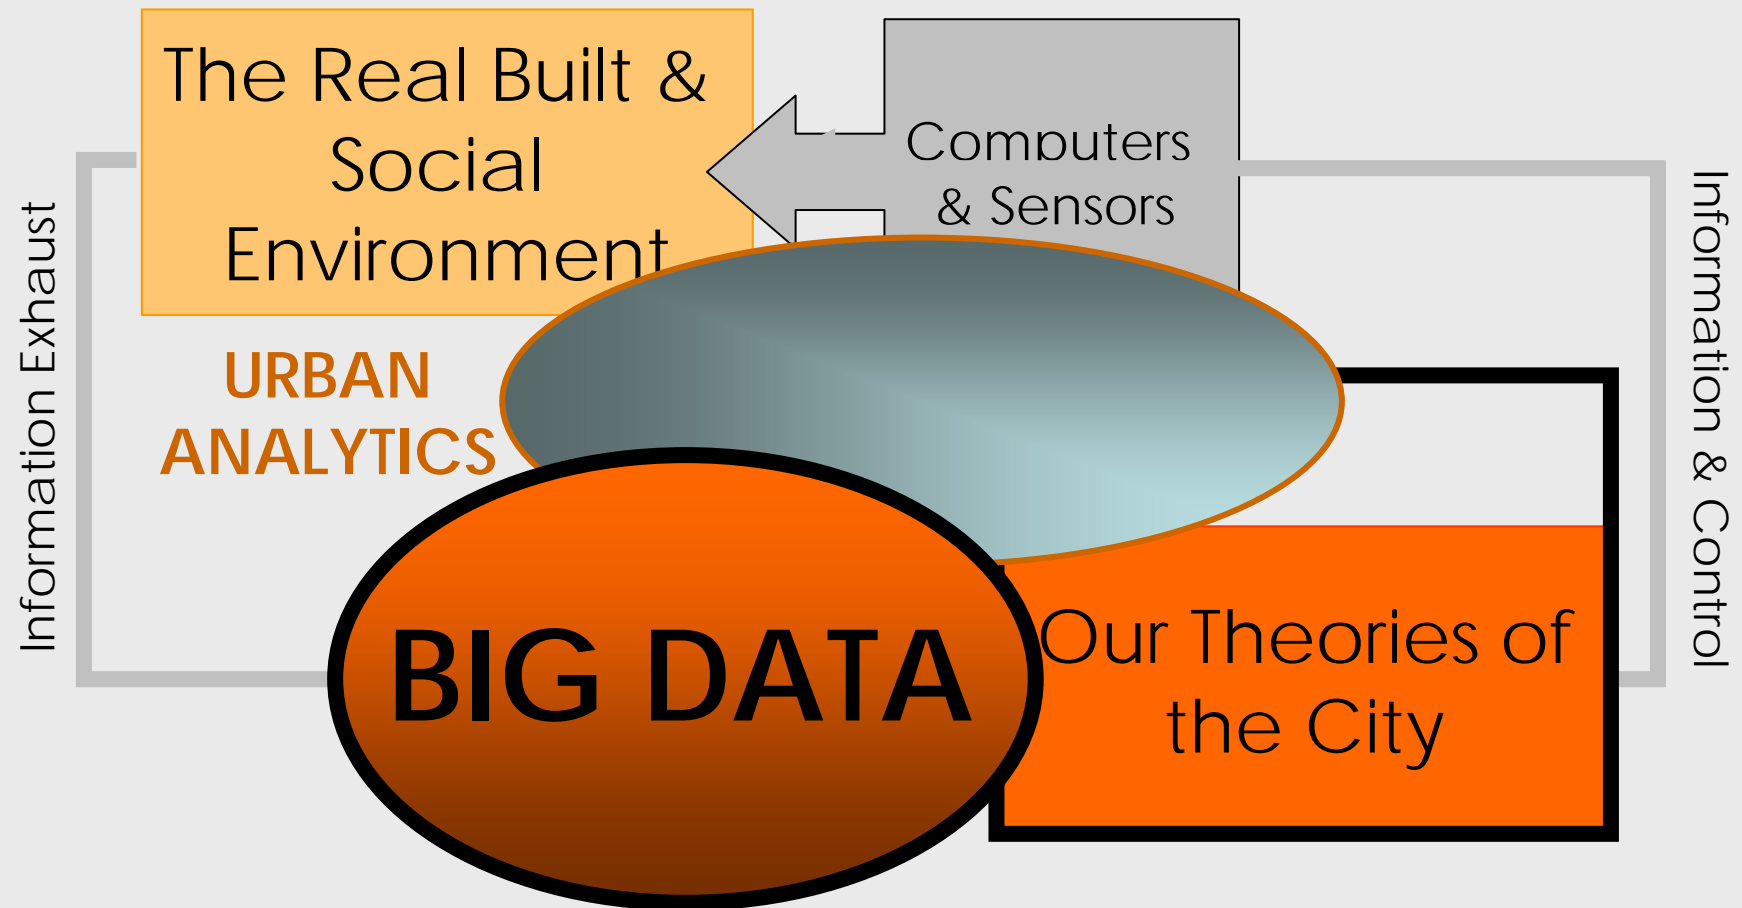 The Real Built &
Social
Environment
Computers
& Sensors
Information Exhaust
Information & Control
URBAN
ANALYTICS
BIG DATA
Our Theories of
the City